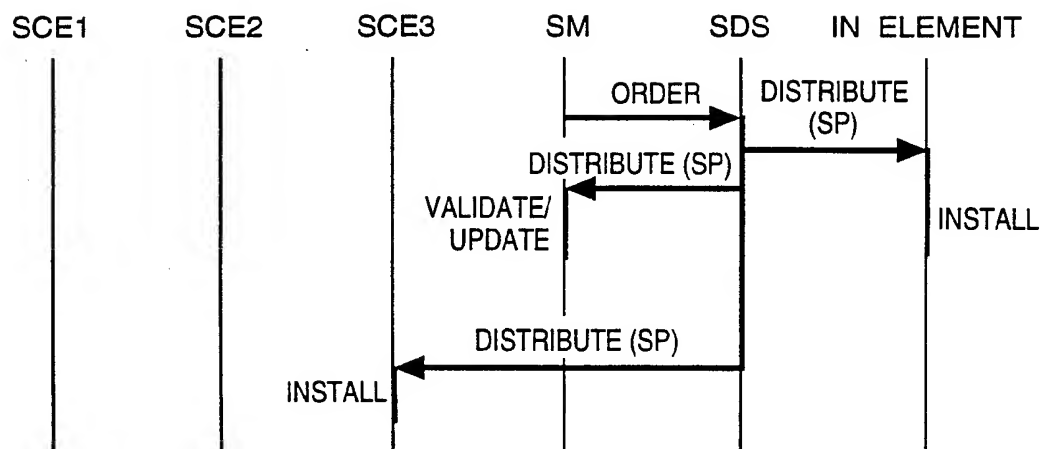 SCE1 SCE2 SCE3 SM SDS IN ELEMENT
ORDER
DISTRIBUTE
(SP)
DISTRIBUTE (SP)
VALIDATE/
UPDATE
INSTALL
DISTRIBUTE (SP)
INSTALL